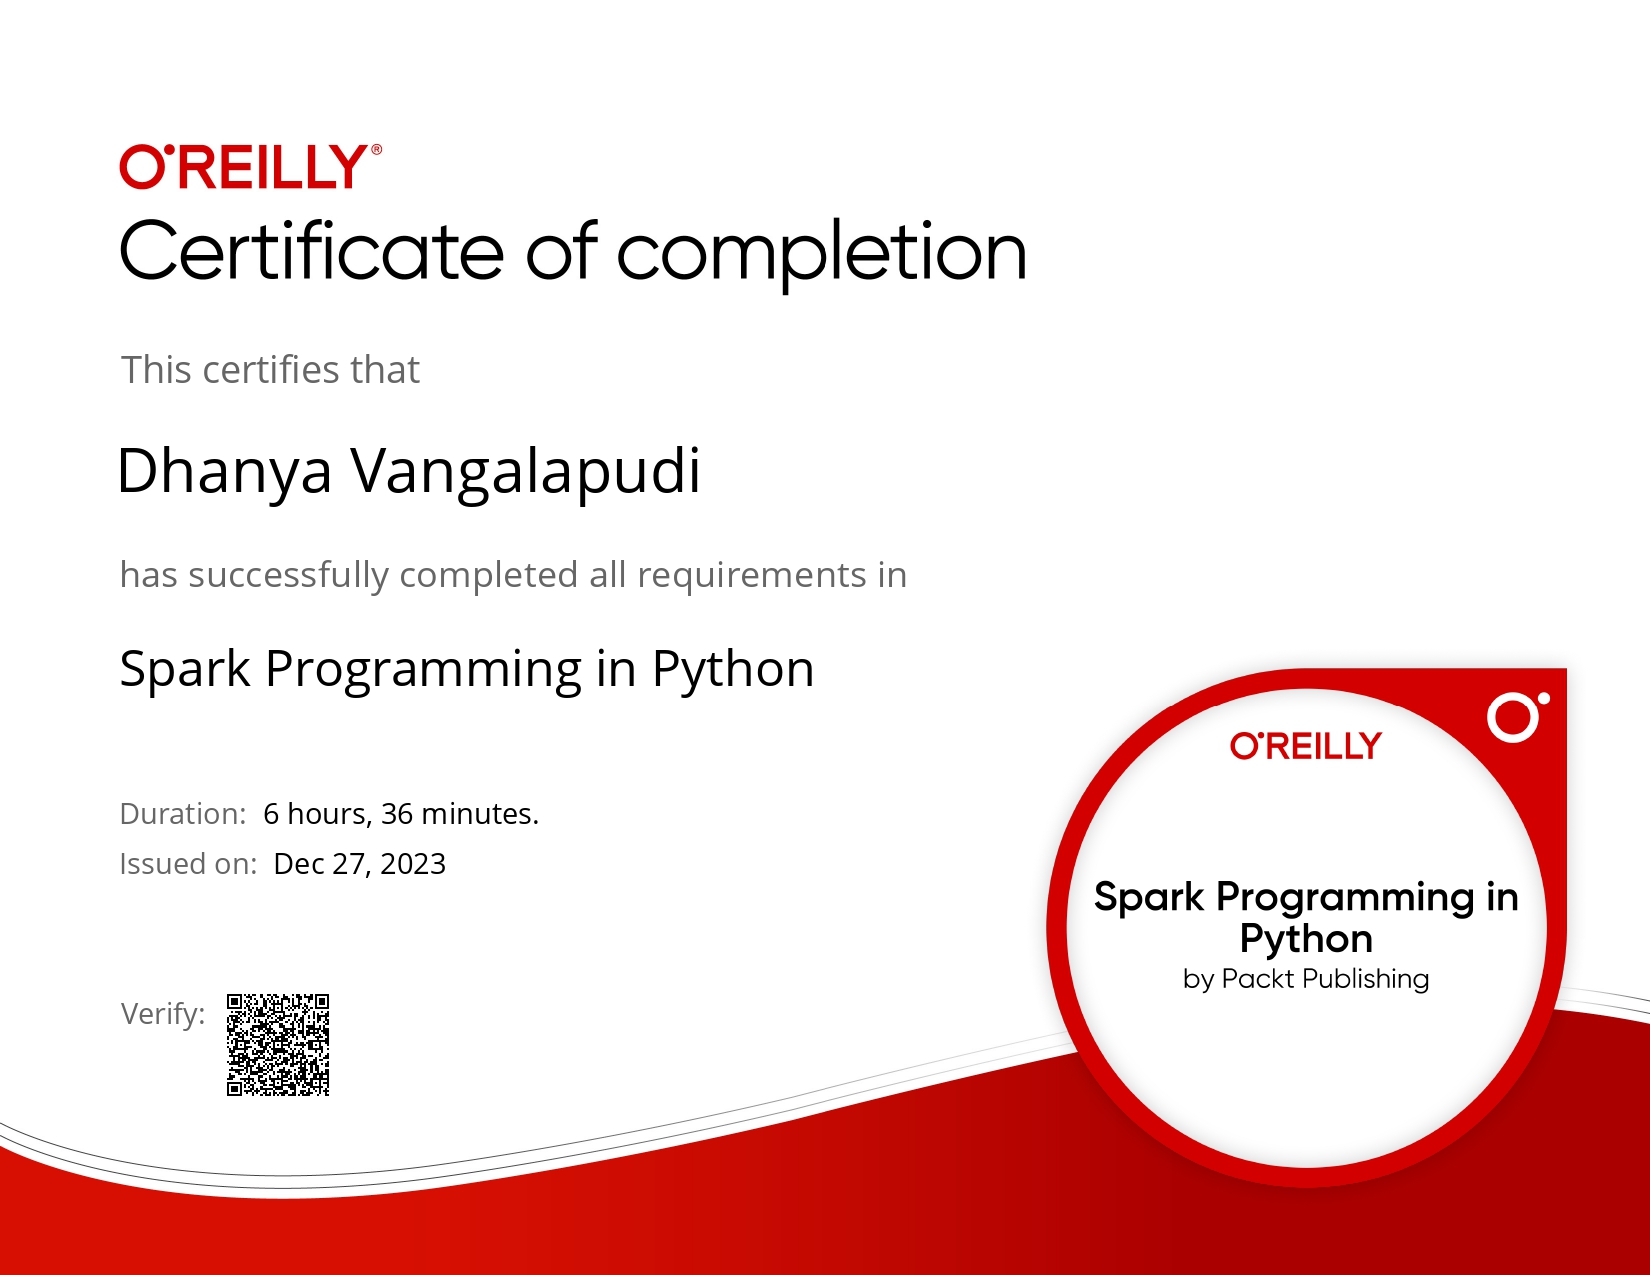 O'REILLY®
Certificate of completion
This certifies that
Dhanya Vangalapudi
has successfully completed all requirements in
Spark Programming in Python
Duration: 6 hours, 36 minutes.
Issued on: Dec 27, 2023
Verify:
O'REILLY
Spark Programming in
Python
by Packt Publishing